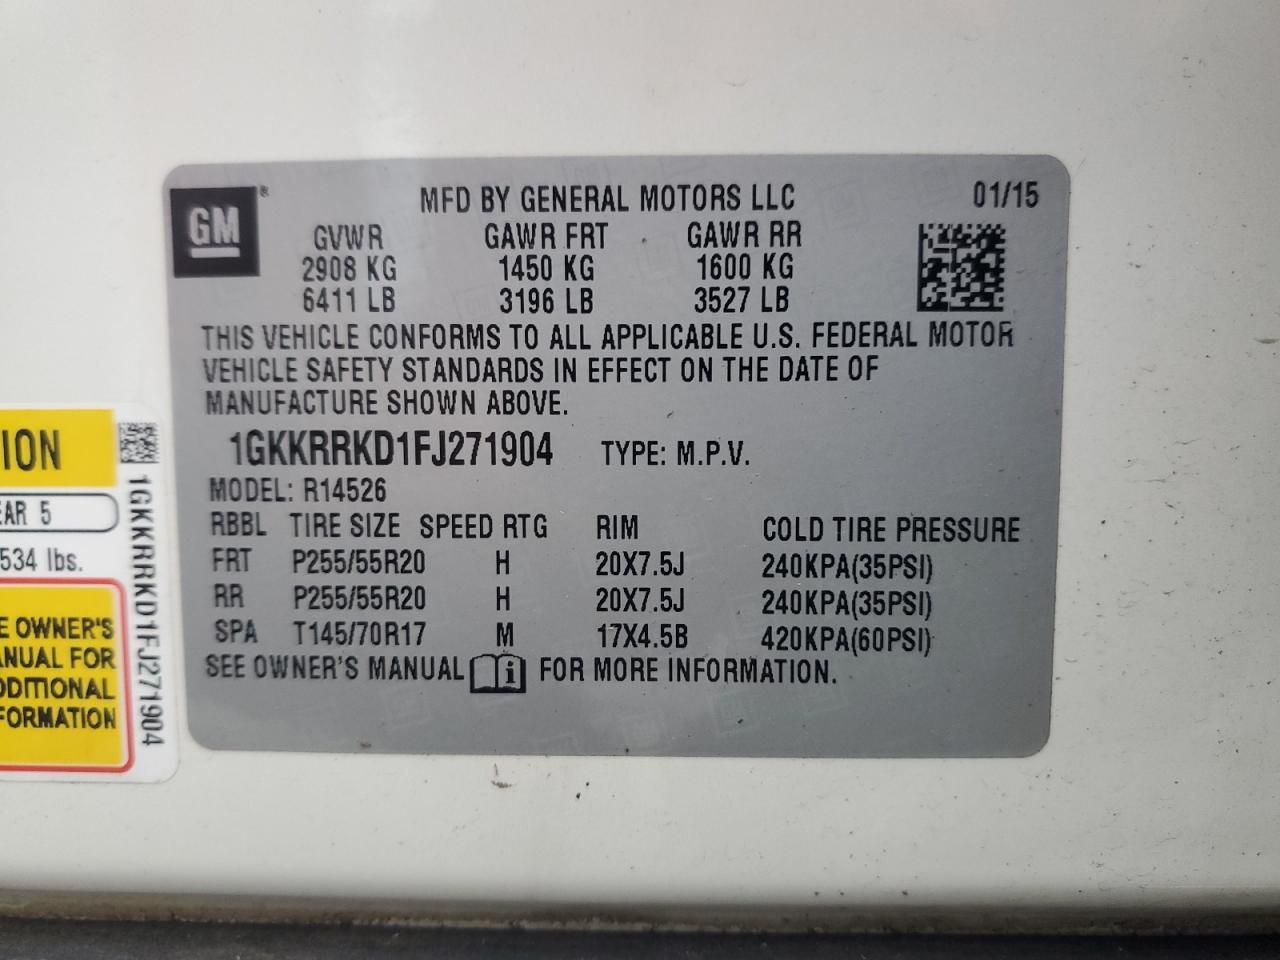 GM ® MFD BY GENERAL MOTORS LLC 01/15
GVWR GAWR FRT GAWR RR
2908 KG 1450 KG 1600 KG
6411 LB 3196 LB 3527 LB
THIS VEHICLE CONFORMS TO ALL APPLICABLE U.S. FEDERAL MOTOR
VEHICLE SAFETY STANDARDS IN EFFECT ON THE DATE OF
MANUFACTURE SHOWN ABOVE.
1GKKRRKD1FJ271904 TYPE: M.P.V.
MODEL: R14526
RBBL TIRE SIZE SPEED RTG RIM COLD TIRE PRESSURE
FRT P255/55R20 H 20X7.5J 240KPA(35PSI)
RR P255/55R20 H 20X7.5J 240KPA(35PSI)
SPA T145/70R17 M 17X4.5B 420KPA(60PSI)
SEE OWNER'S MANUAL i FOR MORE INFORMATION.
ION
EAR 5
534 lbs.
E OWNER'S
ANUAL FOR
DDITIONAL
FORMATION
1GKKRRKD1FJ271904